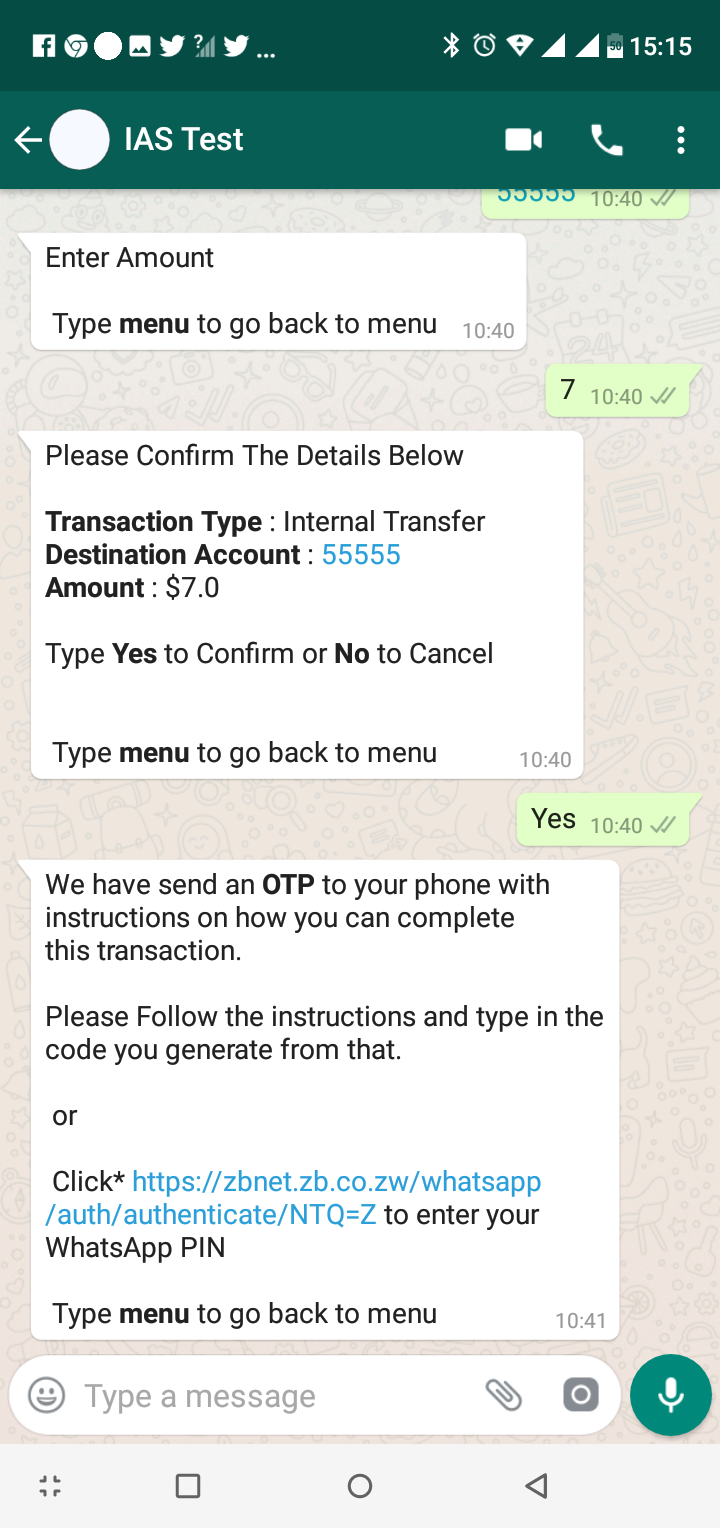 50 15:15
IAS Test
55555 10:40
Enter Amount
Type menu to go back to menu 10:40
7 10:40
Please Confirm The Details Below
Transaction Type : Internal Transfer
Destination Account : 55555
Amount : $7.0
Type Yes to Confirm or No to Cancel
Type menu to go back to menu 10:40
Yes 10:40
We have send an OTP to your phone with
instructions on how you can complete
this transaction.
Please Follow the instructions and type in the
code you generate from that.
or
Click* https://zbnet.zb.co.zw/whatsapp
/auth/authenticate/NTQ=Z to enter your
WhatsApp PIN
Type menu to go back to menu 10:41
Type a message